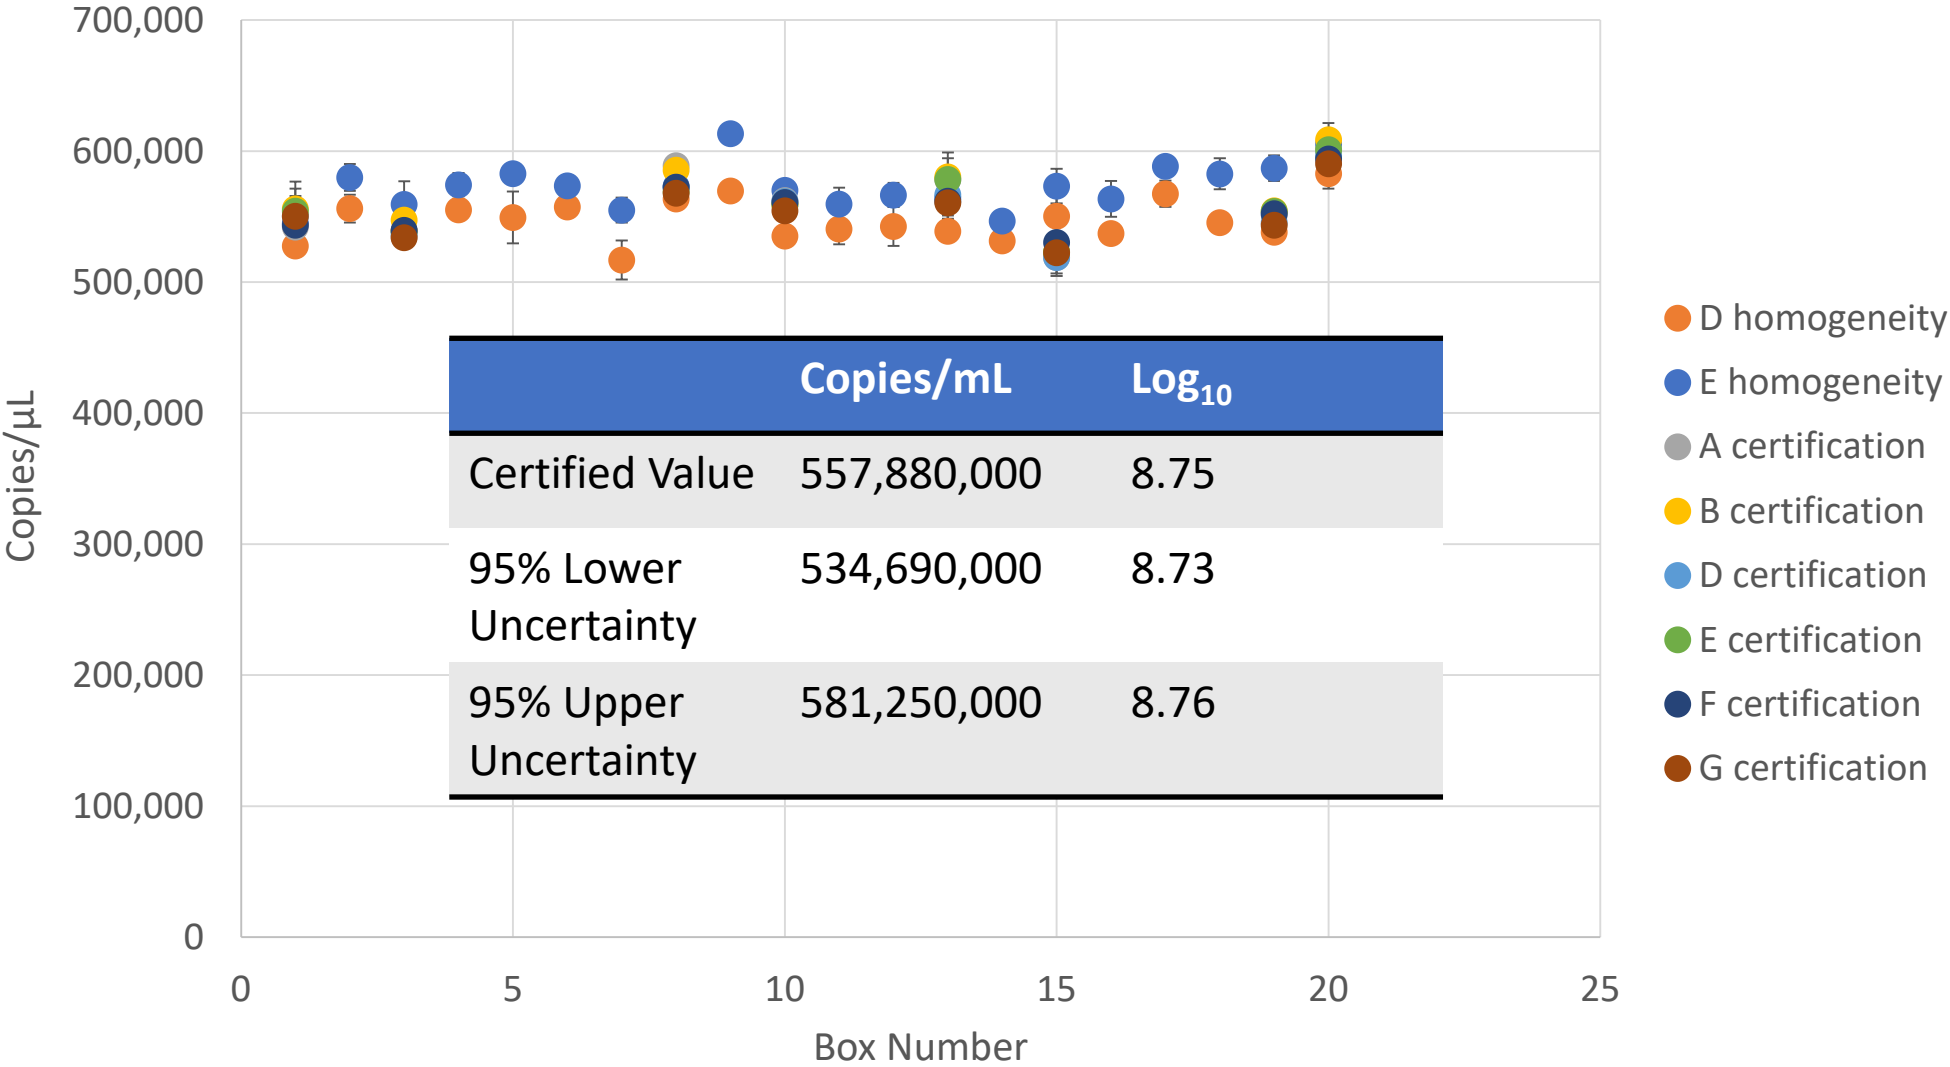 700,000
600,000
500,000
400,000
300,000
200,000
100,000
0
Copies/µL
0 5 10 15 20 25
Box Number
Copies/mL Log10
Certified Value 557,880,000 8.75
95% Lower 534,690,000 8.73
Uncertainty
95% Upper 581,250,000 8.76
Uncertainty
D homogeneity
E homogeneity
A certification
B certification
D certification
E certification
F certification
G certification